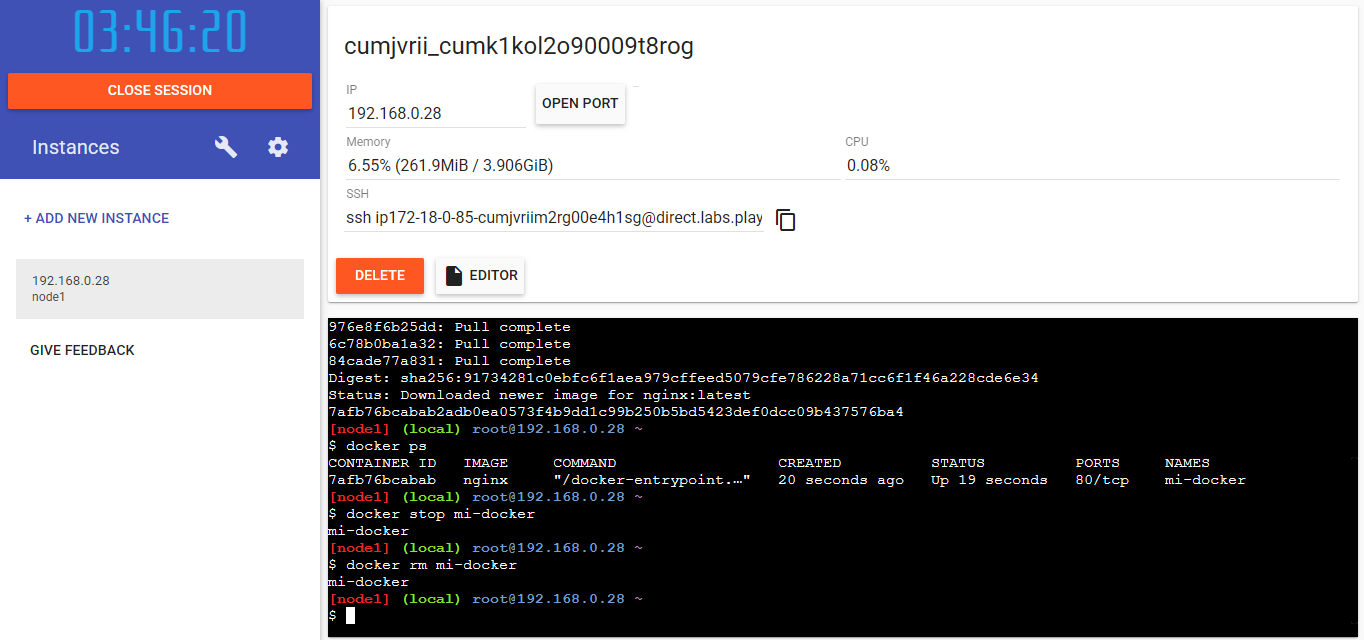 03:46:20
CLOSE SESSION
Instances
+ ADD NEW INSTANCE
192.168.0.28
node1
GIVE FEEDBACK
cumjvrii_cumk1kol2o90009t8rog
IP
192.168.0.28
OPEN PORT
Memory
6.55% (261.9MiB / 3.906GiB)
CPU
0.08%
SSH
ssh ip172-18-0-85-cumjvriim2rg00e4h1sg@direct.labs.play
DELETE
EDITOR
976e8f6b25dd: Pull complete
6c78b0ba1a32: Pull complete
84cade77a831: Pull complete
Digest: sha256:91734281c0ebfc6f1aea979cffeed5079cfe786228a71cc6f1f46a228cde6e34
Status: Downloaded newer image for nginx:latest
7afb76bcabab2adb0ea0573f4b9dd1c99b250b5bd5423def0dcc09b437576ba4
[node1] (local) root@192.168.0.28 ~
$ docker ps
CONTAINER ID   IMAGE     COMMAND                  CREATED          STATUS          PORTS     NAMES
7afb76bcabab   nginx     "/docker-entrypoint.…"   20 seconds ago   Up 19 seconds   80/tcp    mi-docker
[node1] (local) root@192.168.0.28 ~
$ docker stop mi-docker
mi-docker
[node1] (local) root@192.168.0.28 ~
$ docker rm mi-docker
mi-docker
[node1] (local) root@192.168.0.28 ~
$